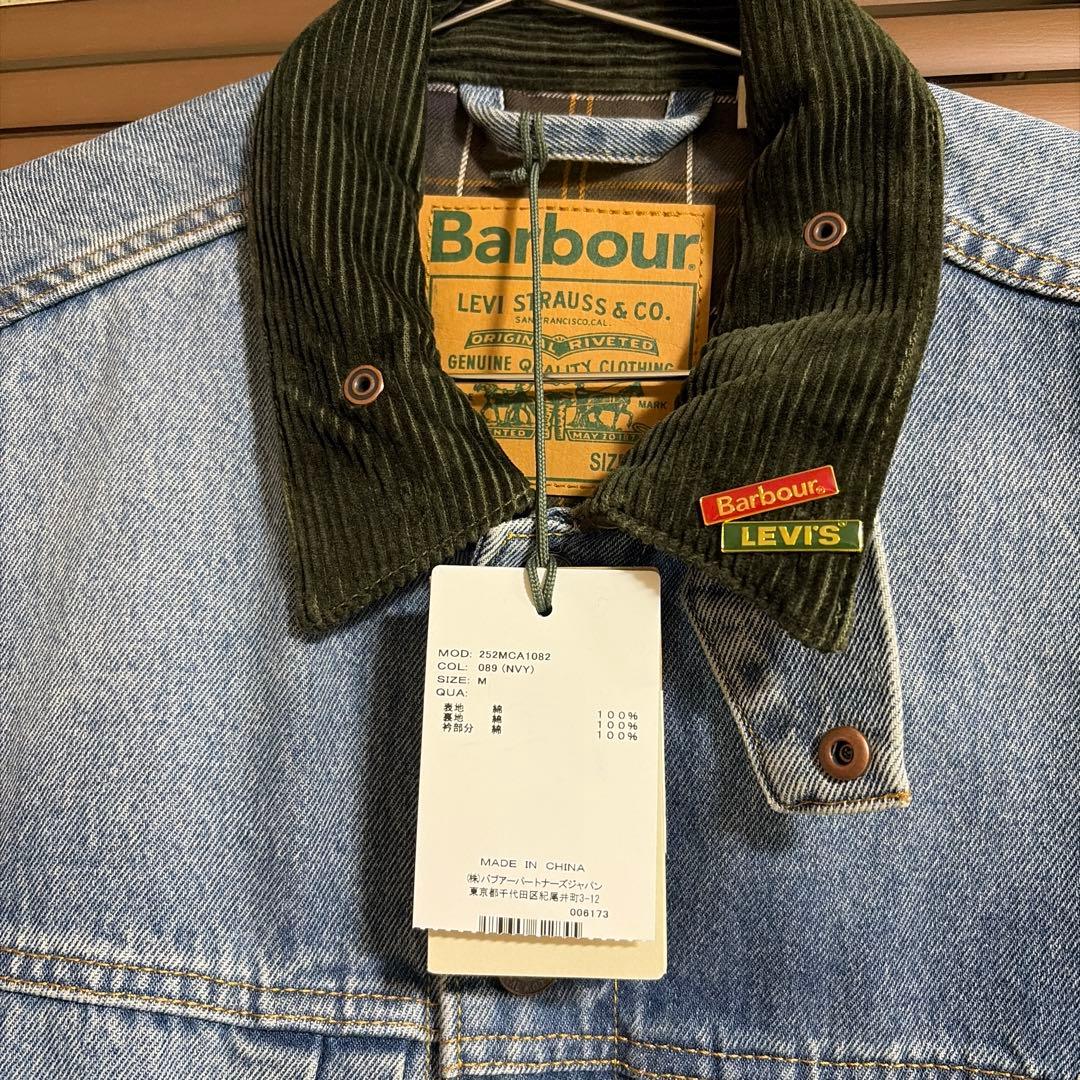 Barbour®
LEVI STRAUSS & CO.
SAN FRANCISCO, CAL.
ORIGINAL RIVETED
GENUINE QUALITY CLOTHING
MARK
MAY 20 187
SIZE
Barbour®
LEVI'S"
MOD: 252MCA1082
COL: 089 (NVY)
SIZE: M
QUA:
表地 綿 100%
裏地 綿 100%
衿部分 綿 100%
MADE IN CHINA
(株)バブアーパートナーズジャパン
東京都千代田区紀尾井町3-12
006173